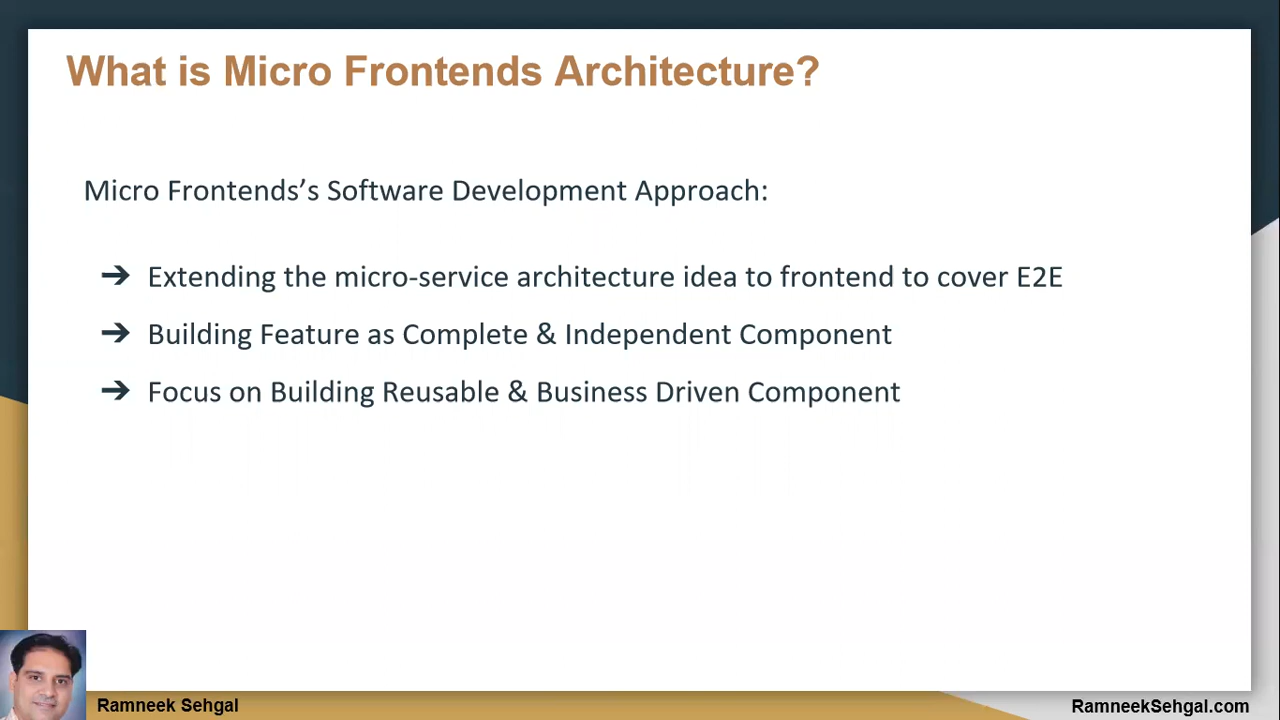 What is Micro Frontends Architecture?
Micro Frontends’s Software Development Approach:
➔ Extending the micro-service architecture idea to frontend to cover E2E
➔ Building Feature as Complete & Independent Component
➔ Focus on Building Reusable & Business Driven Component
Ramneek Sehgal
RamneekSehgal.com